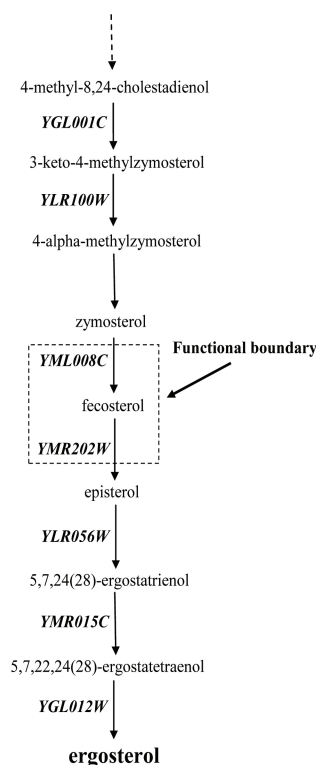 4-methyl-8,24-cholestadienol
YGL001C
3-keto-4-methylzymosterol
YLR100W
4-alpha-methylzymosterol
zymosterol
Functional boundary
YML008C
fecosterol
YMR202W
episterol
YLR056W
5,7,24(28)-ergostatrienol
YMR015C
5,7,22,24(28)-ergostatetraenol
YGL012W
ergosterol